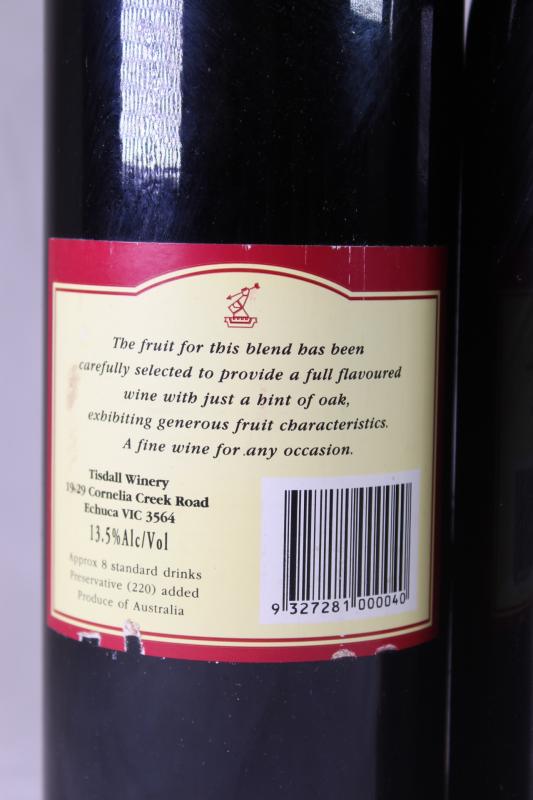 The fruit for this blend has been
carefully selected to provide a full flavoured
wine with just a hint of oak,
exhibiting generous fruit characteristics.
A fine wine for any occasion.
Tisdall Winery
19-29 Cornelia Creek Road
Echuca VIC 3564
13.5%Alc/Vol
Approx 8 standard drinks
Preservative (220) added
Produce of Australia
9 327281 000040